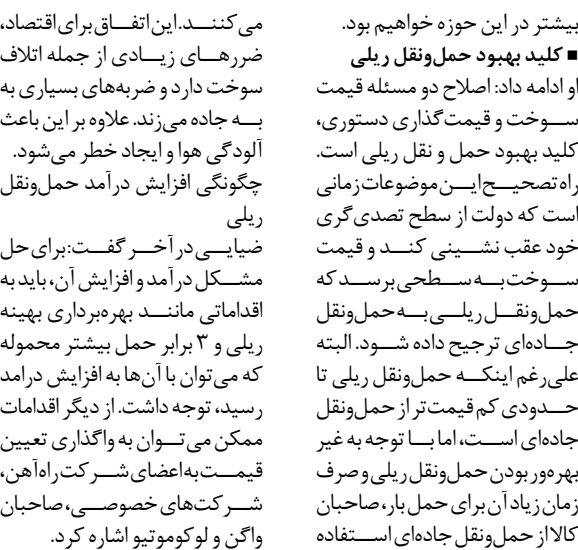 بیشتر در این حوزه خواهیم بود.
■ کلید بهبود حمل‌ونقل ریلی
او ادامه داد: اصلاح دو مسئله قیمت
سوخت و قیمت‌گذاری دستوری،
کلید بهبود حمل و نقل ریلی است.
راه تصحیح این موضوعات زمانی
است که دولت از سطح تصدی‌گری
خود عقب نشینی کند و قیمت
سوخت به سطحی برسد که
حمل‌ونقل ریلی به حمل‌ونقل
جاده‌ای ترجیح داده شود. البته
علی‌رغم اینکه حمل‌ونقل ریلی تا
حدودی کم قیمت‌تر از حمل‌ونقل
جاده‌ای است، اما با توجه به غیر
بهره‌ور بودن حمل‌ونقل ریلی و صرف
زمان زیاد آن برای حمل بار، صاحبان
کالا از حمل‌ونقل جاده‌ای استفاده
می‌کنند. این اتفاق برای اقتصاد،
ضررهای زیادی از جمله اتلاف
سوخت دارد و ضربه‌های بسیاری به
به جاده می‌زند. علاوه بر این باعث
آلودگی هوا و ایجاد خطر می‌شود.
چگونگی افزایش درآمد حمل‌ونقل
ریلی
ضیایی در آخر گفت: برای حل
مشکل درآمد و افزایش آن، باید به
اقداماتی مانند بهره‌برداری بهینه
ریلی و ۳ برابر حمل بیشتر محموله
که می‌توان با آن‌ها به افزایش درامد
رسید، توجه داشت. از دیگر اقدامات
ممکن می‌توان به واگذاری تعیین
قیمت به اعضای شرکت راه‌آهن،
شرکت‌های خصوصی، صاحبان
واگن و لوکوموتیو اشاره کرد.